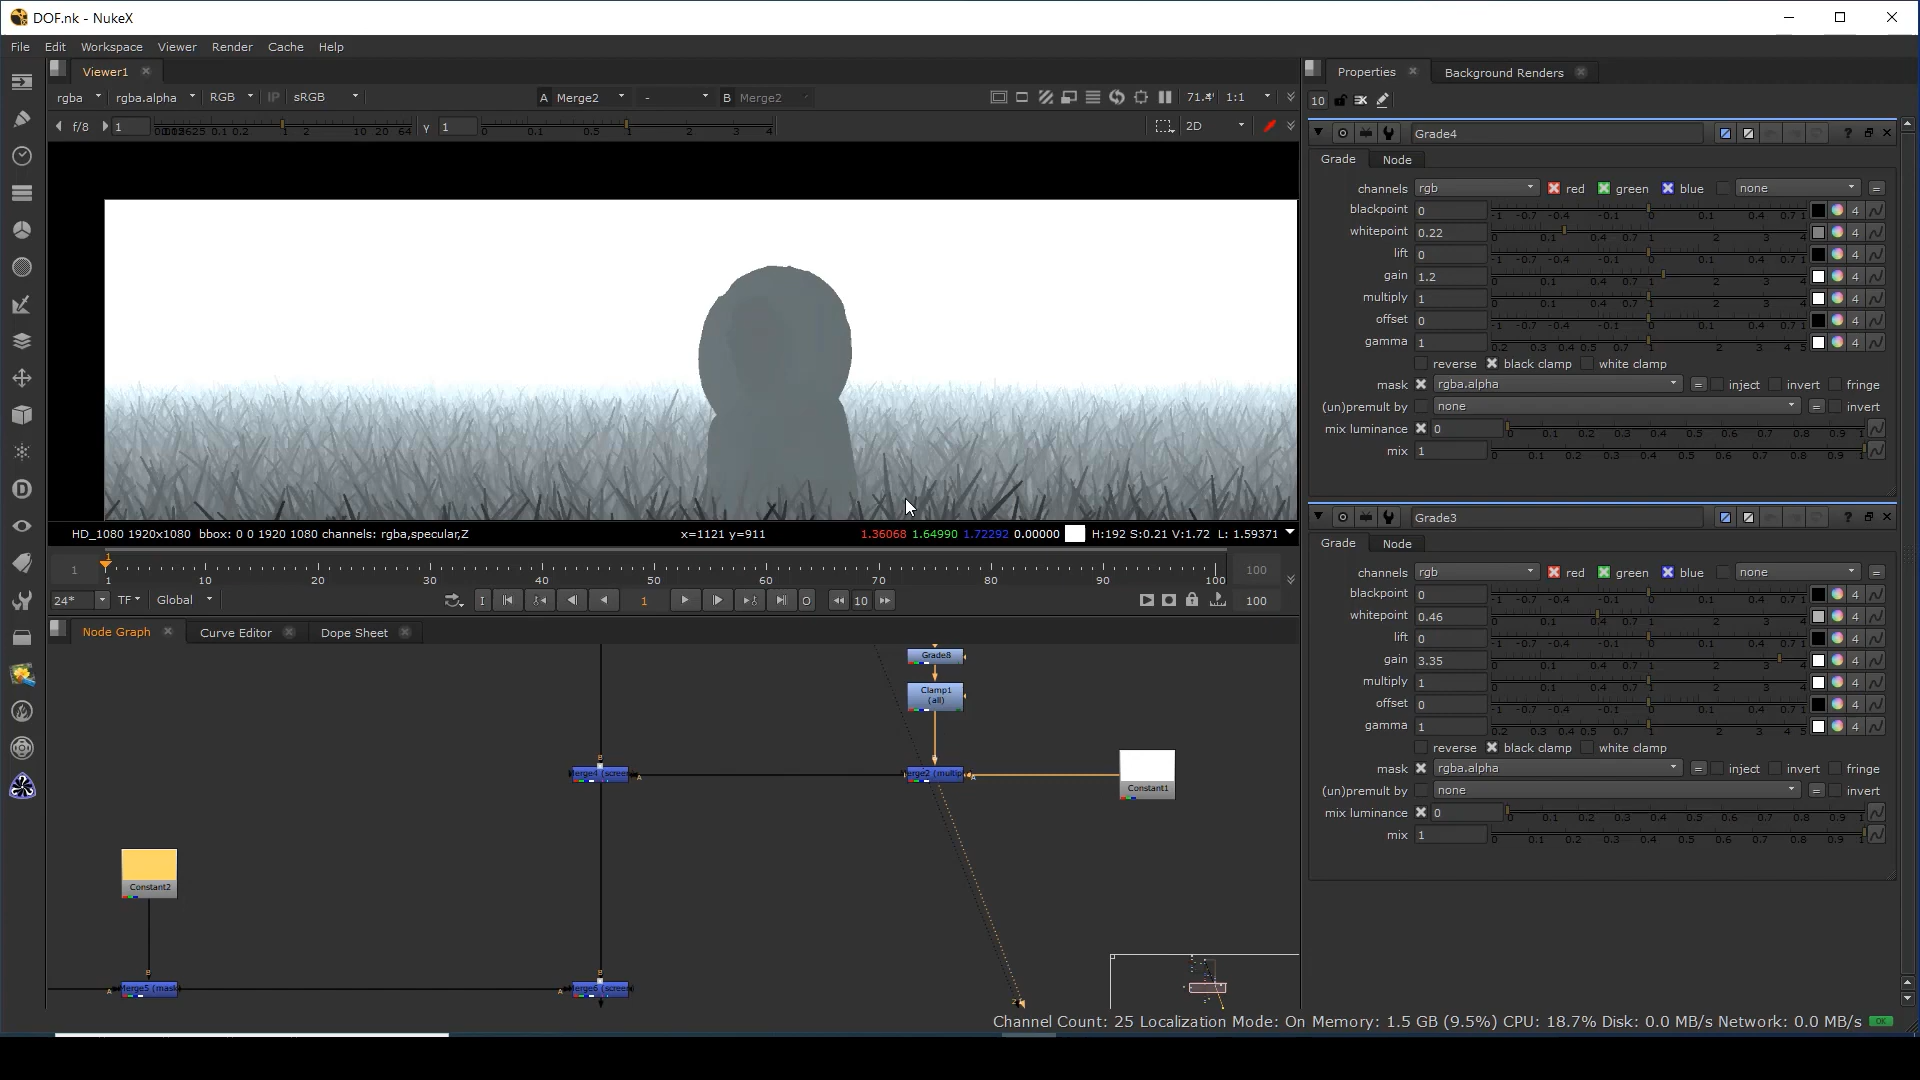 DOF.nk - NukeX
File Edit Workspace Viewer Render Cache Help
Viewer1
rgba rgba.alpha RGB IP sRGB A Merge2 - B Merge2 71.4 1:1
f/8 1 0.1 0.2 1 2 10 20 64 y 1 0 0.1 0.5 1 2 3 4 2D
HD_1080 1920x1080 bbox: 0 0 1920 1080 channels: rgba,specular,Z x=1121 y=911 1.36068 1.64990 1.72292 0.00000 H:192 S:0.21 V:1.72 L: 1.59371
1 1 1 10 20 30 40 50 60 70 80 90 100 100
24* TF Global I 1 O 10 100
Node Graph Curve Editor Dope Sheet
Grade8
Clamp1
(all)
Constant1
Constant2
Channel Count: 25 Localization Mode: On Memory: 1.5 GB (9.5%) CPU: 18.7% Disk: 0.0 MB/s Network: 0.0 MB/s OK
Properties Background Renders
10
Grade4
Grade Node
channels rgb red green blue none =
blackpoint 0 -1 -0.7 -0.4 -0.1 0 0.1 0.4 0.7 1 4
whitepoint 0.22 0 0.1 0.4 0.7 1 2 3 4 4
lift 0 -1 -0.7 -0.4 -0.1 0 0.1 0.4 0.7 1 4
gain 1.2 0 0.1 0.4 0.7 1 2 3 4 4
multiply 1 0 0.1 0.4 0.7 1 2 3 4 4
offset 0 -1 -0.7 -0.4 -0.1 0 0.1 0.4 0.7 1 4
gamma 1 0.2 0.3 0.4 0.5 0.7 1 2 3 4 5 4
reverse black clamp white clamp
mask rgba.alpha = inject invert fringe
(un)premult by none = invert
mix luminance 0 0 0.1 0.2 0.3 0.4 0.5 0.6 0.7 0.8 0.9 1
mix 1 0 0.1 0.2 0.3 0.4 0.5 0.6 0.7 0.8 0.9 1
Grade3
Grade Node
channels rgb red green blue none =
blackpoint 0 -1 -0.7 -0.4 -0.1 0 0.1 0.4 0.7 1 4
whitepoint 0.46 0 0.1 0.4 0.7 1 2 3 4 4
lift 0 -1 -0.7 -0.4 -0.1 0 0.1 0.4 0.7 1 4
gain 3.35 0 0.1 0.4 0.7 1 2 3 4 4
multiply 1 0 0.1 0.4 0.7 1 2 3 4 4
offset 0 -1 -0.7 -0.4 -0.1 0 0.1 0.4 0.7 1 4
gamma 1 0.2 0.3 0.4 0.5 0.7 1 2 3 4 5 4
reverse black clamp white clamp
mask rgba.alpha = inject invert fringe
(un)premult by none = invert
mix luminance 0 0 0.1 0.2 0.3 0.4 0.5 0.6 0.7 0.8 0.9 1
mix 1 0 0.1 0.2 0.3 0.4 0.5 0.6 0.7 0.8 0.9 1